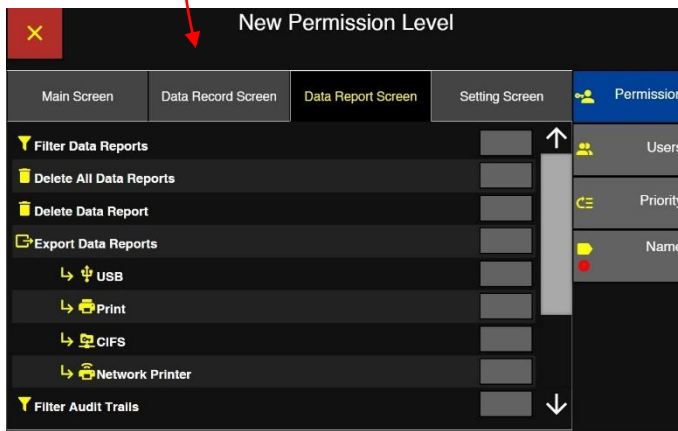 New Permission Level
Main Screen
Data Record Screen
Data Report Screen
Setting Screen
Permission
Users
Priority
Name
Filter Data Reports
Delete All Data Reports
Delete Data Report
Export Data Reports
USB
Print
CIFS
Network Printer
Filter Audit Trails